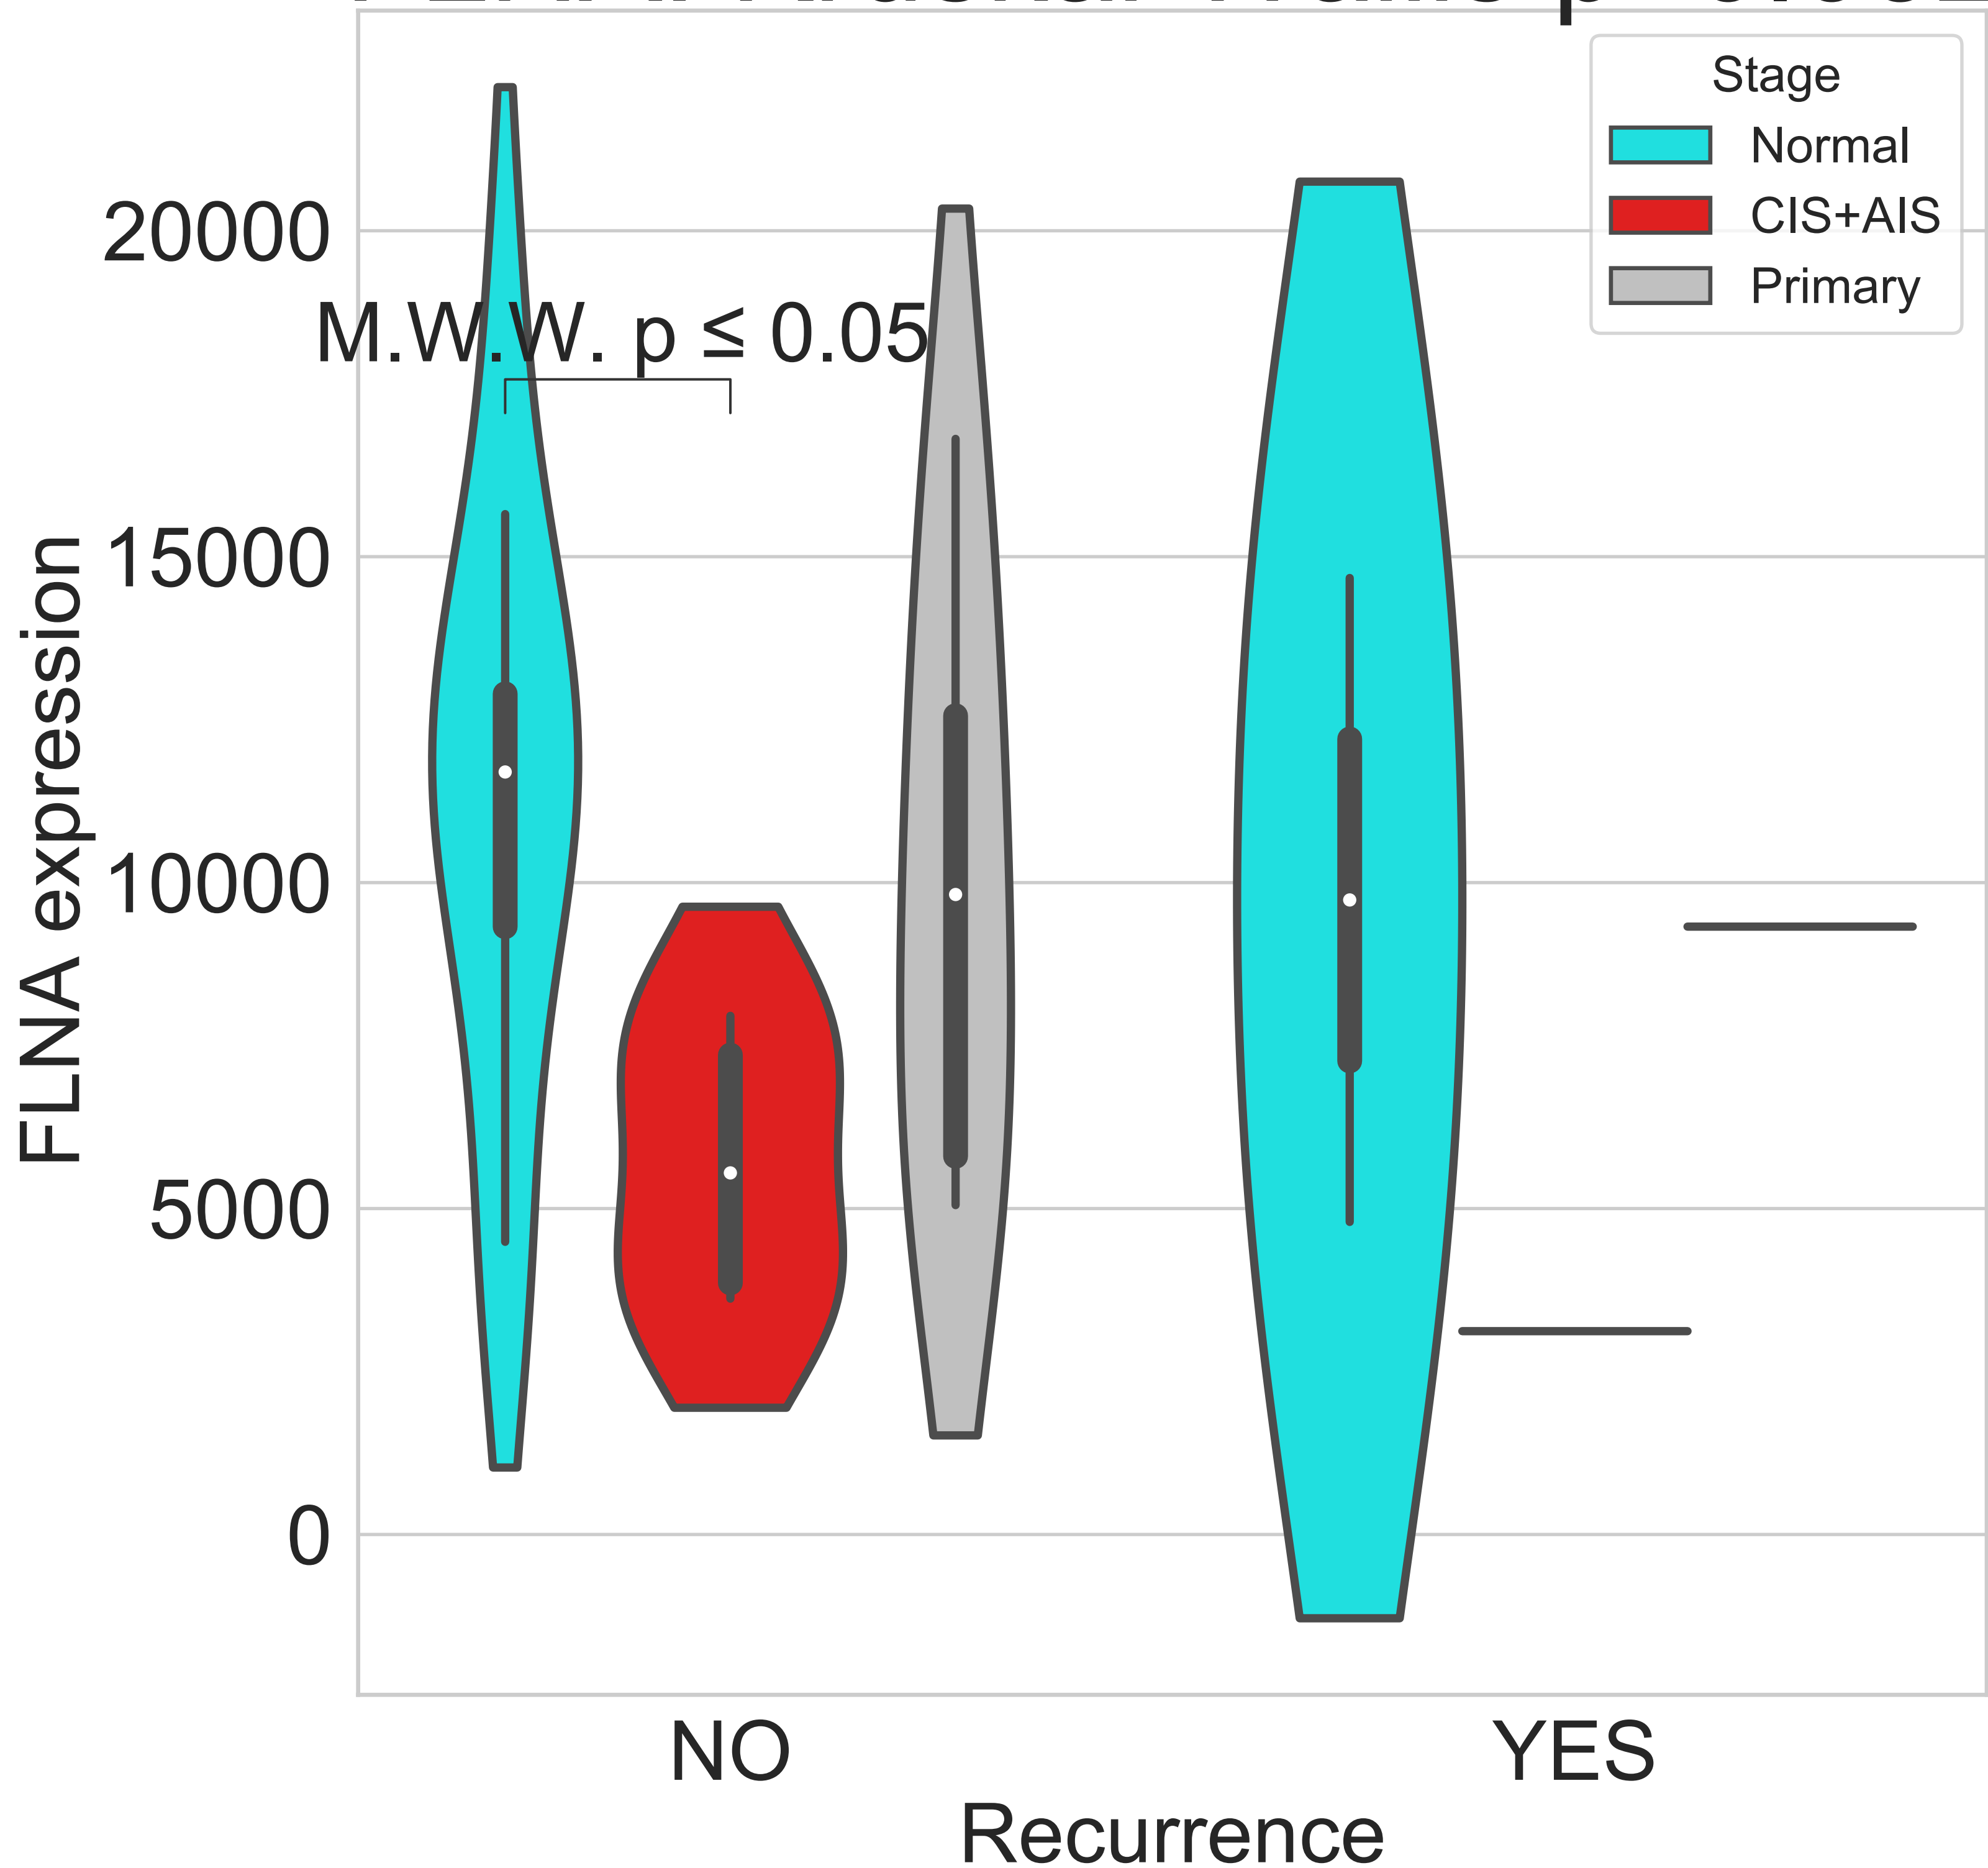 Stage
Normal
CIS+AIS
Primary
M.W.W. p ≤ 0.05
20000
15000
10000
5000
0
FLNA expression
NO
YES
Recurrence